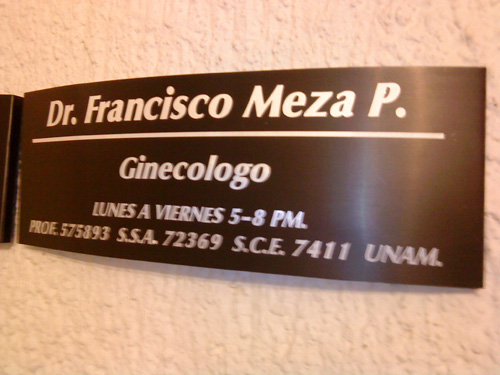 Dr. Francisco Meza P.
Ginecologo
LUNES A VIERNES 5-8 PM.
PROF. 575893 S.S.A. 72369 S.C.E. 7411 UNAM.